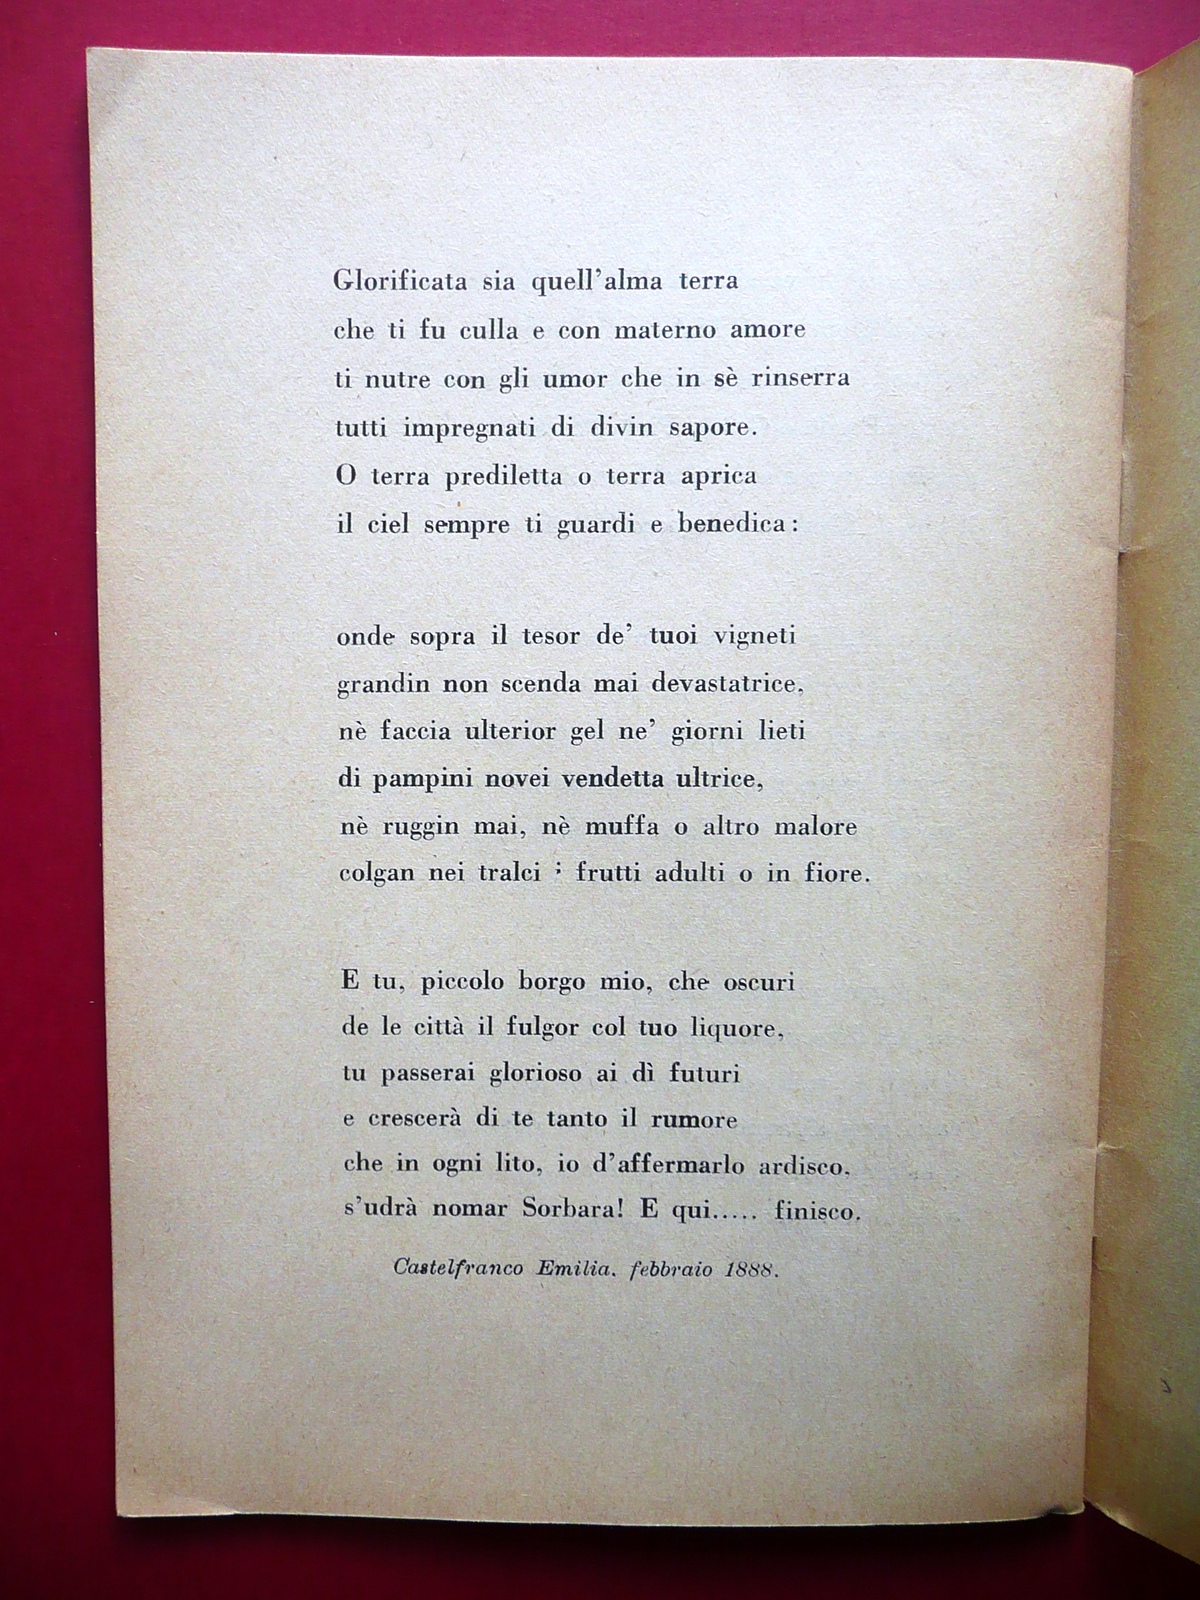 Glorificata sia quell'alma terra
che ti fu culla e con materno amore
ti nutre con gli umor che in sè rinserra
tutti impregnati di divin sapore.
O terra prediletta o terra aprica
il ciel sempre ti guardi e benedica:
onde sopra il tesor de' tuoi vigneti
grandin non scenda mai devastatrice,
nè faccia ulterior gel ne' giorni lieti
di pampini novei vendetta ultrice,
nè ruggin mai, nè muffa o altro malore
colgan nei tralci i frutti adulti o in fiore.
E tu, piccolo borgo mio, che oscuri
de le città il fulgor col tuo liquore,
tu passerai glorioso ai dì futuri
e crescerà di te tanto il rumore
che in ogni lito, io d'affermarlo ardisco,
s'udrà nomar Sorbara! E qui..... finisco.
Castelfranco Emilia, febbraio 1888.